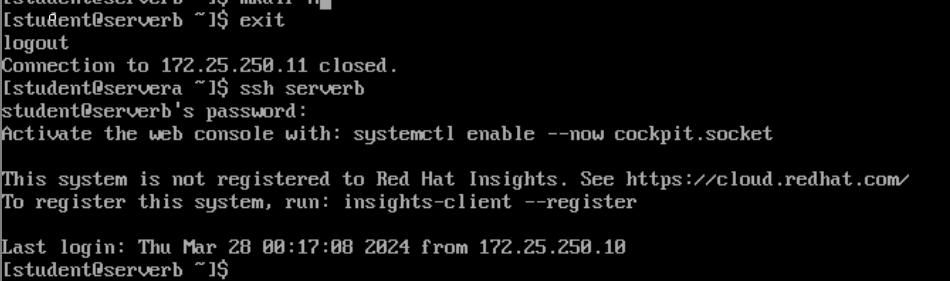 [student@serverb ~]$ exit
logout
Connection to 172.25.250.11 closed.
[student@servera ~]$ ssh serverb
student@serverb's password:
Activate the web console with: systemctl enable --now cockpit.socket
This system is not registered to Red Hat Insights. See https://cloud.redhat.com/
To register this system, run: insights-client --register
Last login: Thu Mar 28 00:17:08 2024 from 172.25.250.10
[student@serverb ~]$